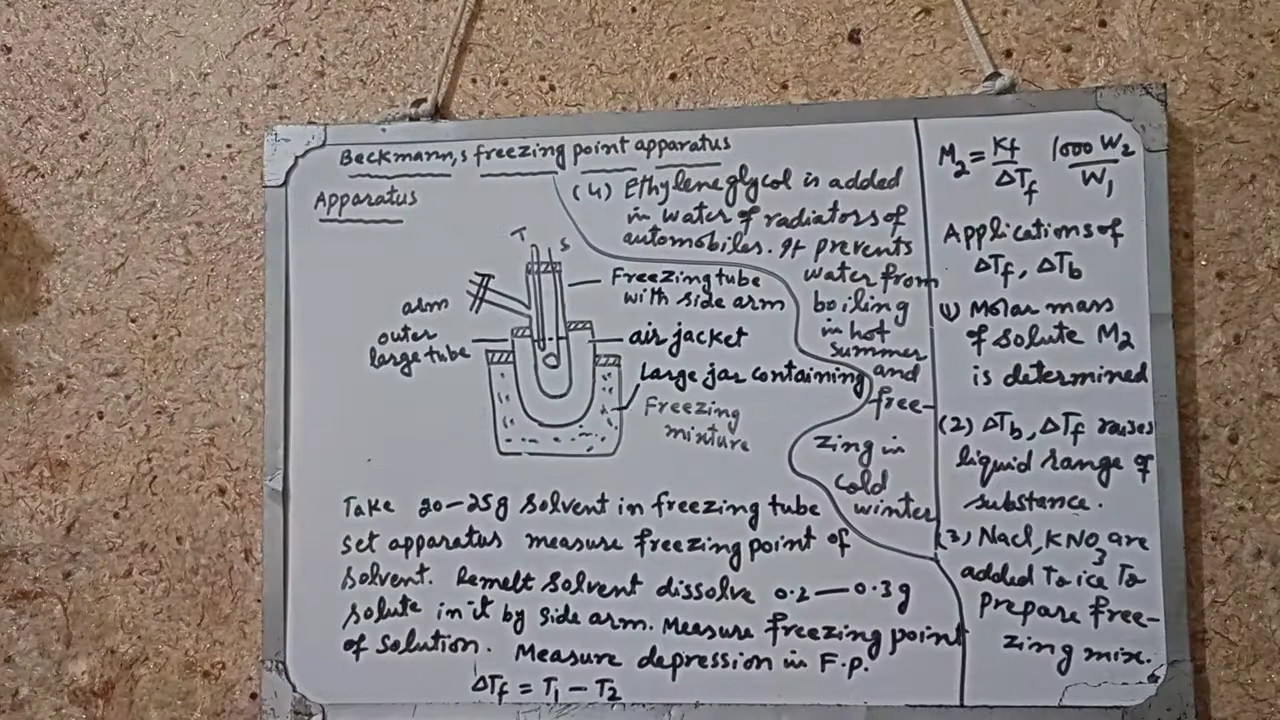 Beckmann,s freezing point apparatus
Apparatus
T S
Freezing tube
with side arm
arm
outer
large tube
air jacket
Large jar containing
Freezing
mixture
Take 20-25g solvent in freezing tube
set apparatus measure freezing point of
solvent. Remelt solvent dissolve 0.2—0.3g
solute in it by side arm. Measure freezing point
of solution. Measure depression in F.p.
ΔTf = T1 - T2
M2 = Kf/ΔTf 1000 W2/W1
Applications of
ΔTf, ΔTb
(1) Molar mass
of solute M2
is determined
(2) ΔTb, ΔTf raises
liquid range of
substance.
(3) NaCl, KNO3 are
added To ice To
Prepare free-
zing mix.
(4) Ethylene glycol is added
in water of radiators of
automobiles. It prevents
water from
boiling
in hot
summer
and
free-
zing in
cold
winter